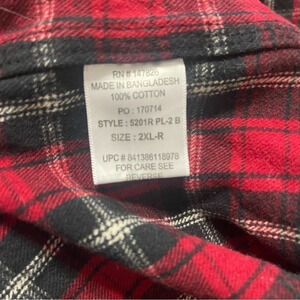 RN # 147826
MADE IN BANGLADESH
100% COTTON
PO : 170714
STYLE : 5201R PL-2 B
SIZE : 2XL-R
UPC # 841386118978
FOR CARE SEE
REVERSE